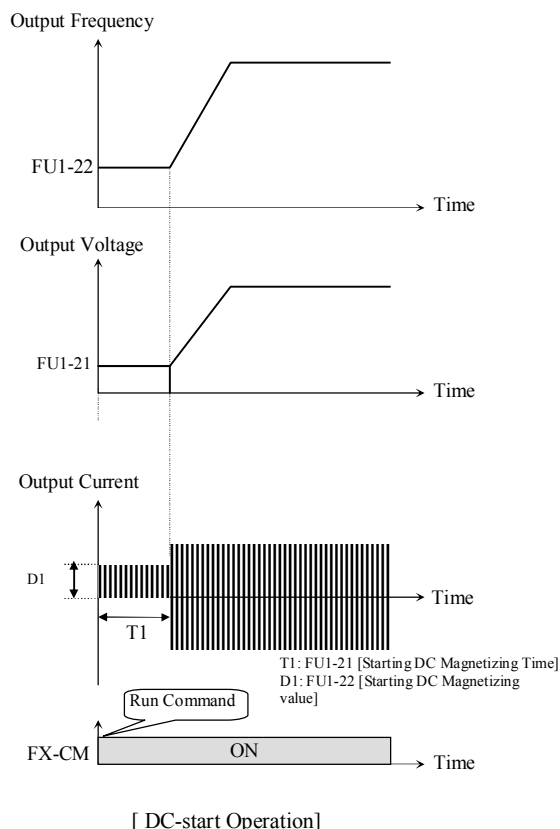 Output Frequency
FU1-22
Time
Output Voltage
FU1-21
Time
Output Current
D1
Time
T1
T1: FU1-21 [Starting DC Magnetizing Time]
D1: FU1-22 [Starting DC Magnetizing
value]
Run Command
FX-CM
ON
Time
[ DC-start Operation]